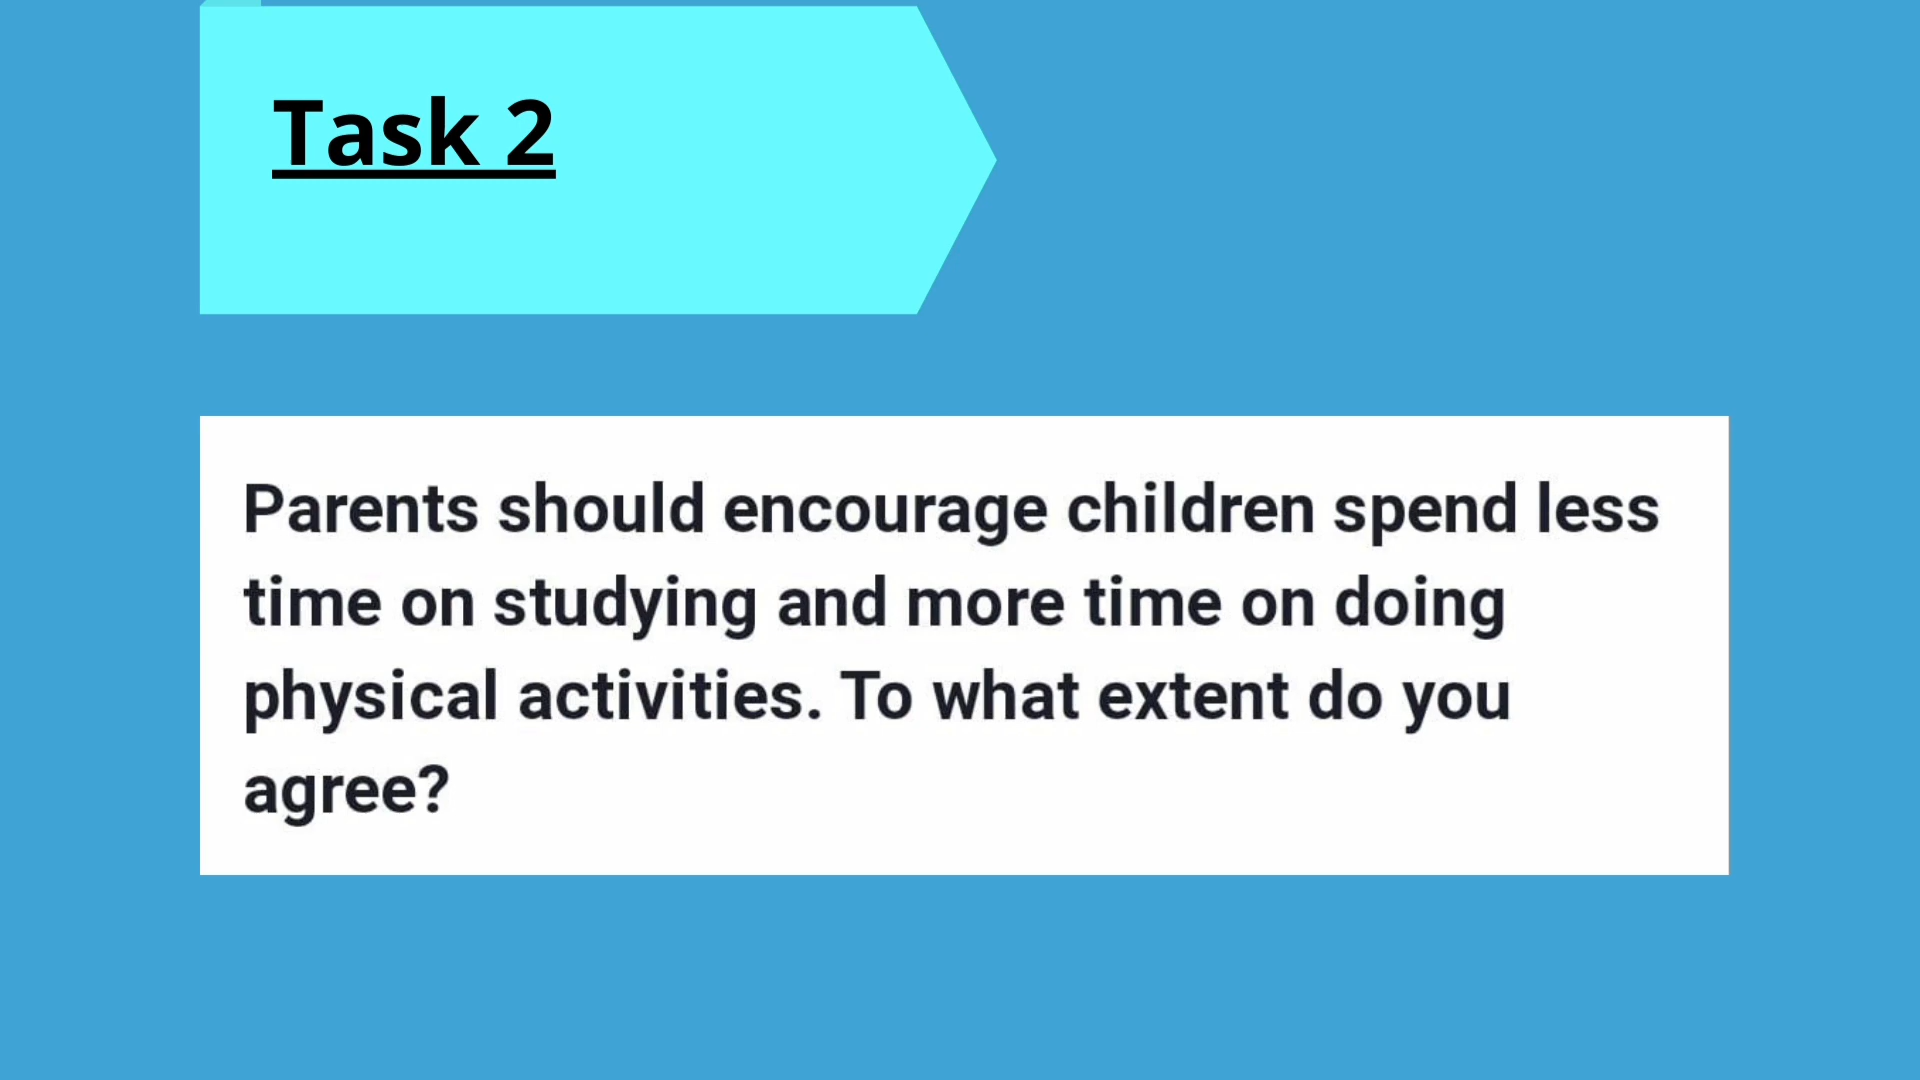 Task 2
Parents should encourage children spend less
time on studying and more time on doing
physical activities. To what extent do you
agree?